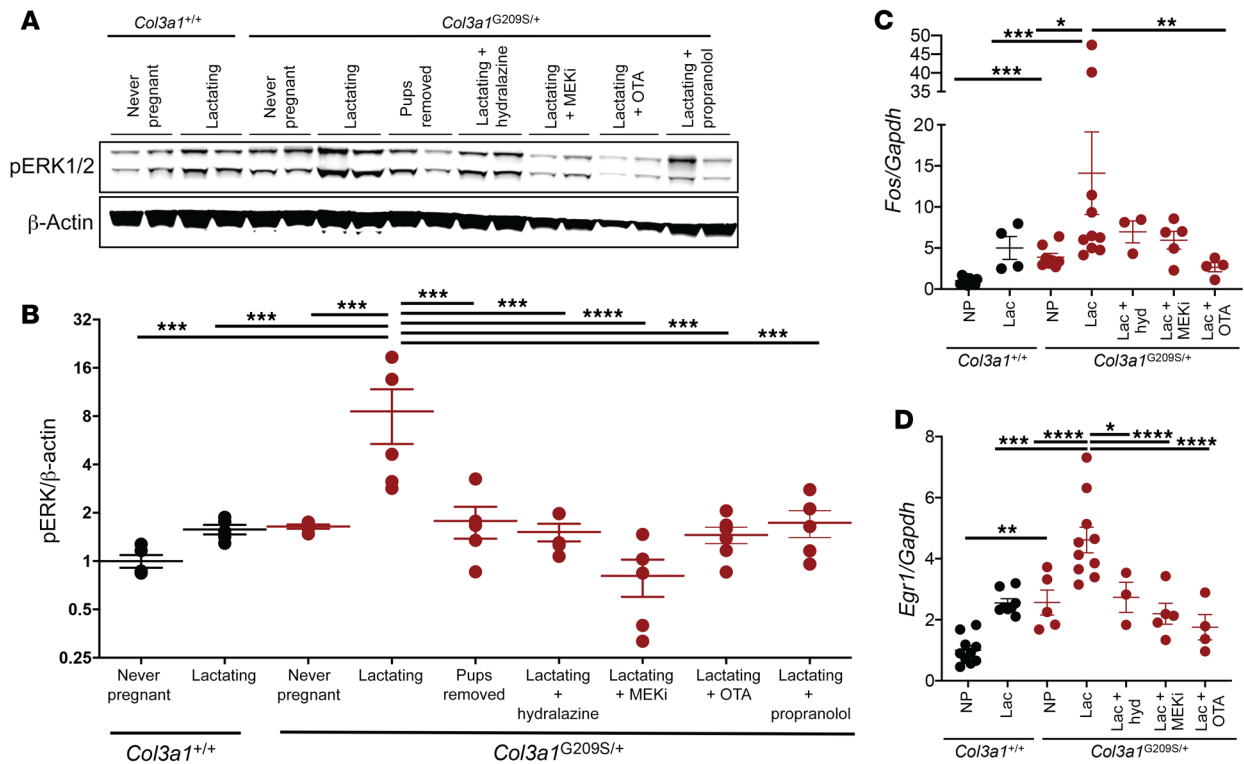 A
Col3a1+/+
Col3a1G209S/+
Never pregnant
Lactating
Never pregnant
Lactating
Pups removed
Lactating + hydralazine
Lactating + MEKi
Lactating + OTA
Lactating + propranolol
pERK1/2
β-Actin
B
***
***
***
***
***
****
***
***
pERK/β-actin
32
16
8
4
2
1
0.5
0.25
Never pregnant
Lactating
Never pregnant
Lactating
Pups removed
Lactating + hydralazine
Lactating + MEKi
Lactating + OTA
Lactating + propranolol
Col3a1+/+
Col3a1G209S/+
C
*
**
***
***
Fos/Gapdh
50
45
40
35
30
25
20
15
10
5
0
NP
Lac
NP
Lac
Lac + hyd
Lac + MEKi
Lac + OTA
Col3a1+/+
Col3a1G209S/+
D
***
****
*
****
****
**
Egr1/Gapdh
8
6
4
2
0
NP
Lac
NP
Lac
Lac + hyd
Lac + MEKi
Lac + OTA
Col3a1+/+
Col3a1G209S/+